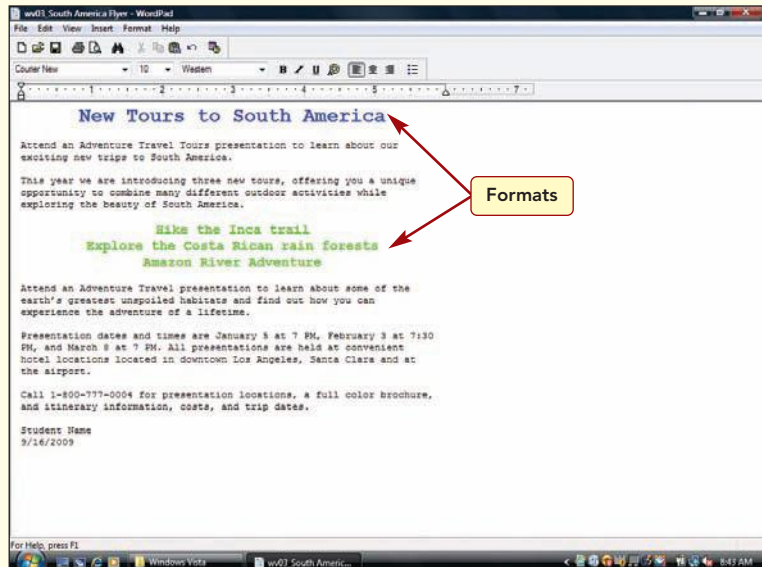 wv03_South America Flyer - WordPad
File Edit View Insert Format Help
Courier New 10 Western B / U
1 2 3 4 5 7
New Tours to South America
Attend an Adventure Travel Tours presentation to learn about our
exciting new trips to South America.
This year we are introducing three new tours, offering you a unique
opportunity to combine many different outdoor activities while
exploring the beauty of South America.
Hike the Inca trail
Explore the Costa Rican rain forests
Amazon River Adventure
Formats
Attend an Adventure Travel presentation to learn about some of the
earth's greatest unspoiled habitats and find out how you can
experience the adventure of a lifetime.
Presentation dates and times are January 5 at 7 PM, February 3 at 7:30
PM, and March 8 at 7 PM. All presentations are held at convenient
hotel locations located in downtown Los Angeles, Santa Clara and at
the airport.
Call 1-800-777-0004 for presentation locations, a full color brochure,
and itinerary information, costs, and trip dates.
Student Name
9/16/2009
For Help, press F1
Windows Vista wv03 South Americ... 8:43 AM